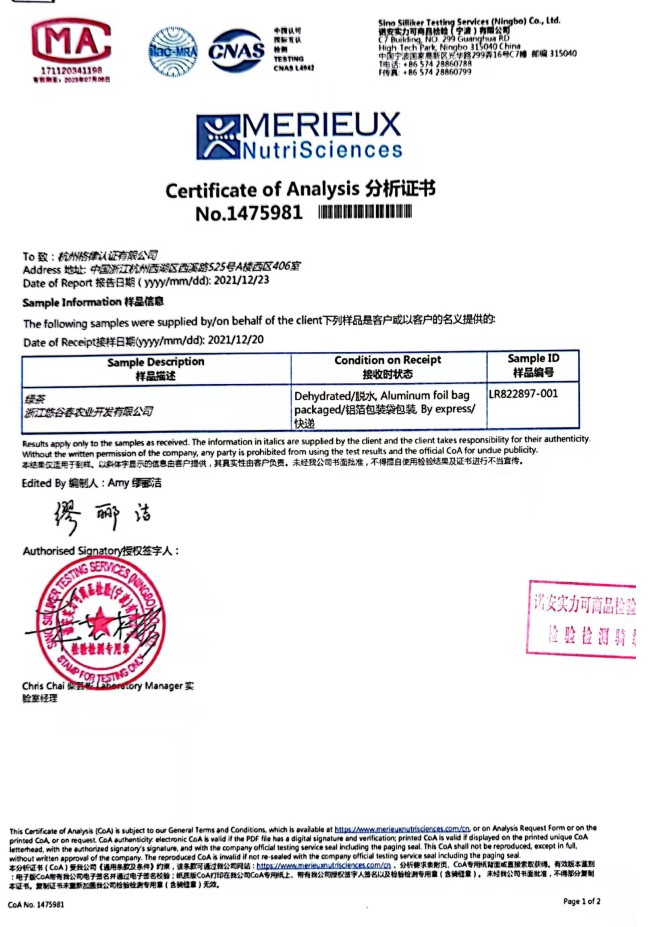 MA
171120341198
有效期至：2023年07月06日
ilac-MRA
CNAS
中国认可
国际互认
检测
TESTING
CNAS L4942
Sino Silliker Testing Services (Ningbo) Co., Ltd.
诺安实力可商品检验（宁波）有限公司
C7 Building, NO. 299 Guanghua RD
High Tech Park, Ningbo 315040 China
中国宁波国家高新区光华路299弄16号C7幢 邮编 315040
T电话: +86 574 28860788
F传真: +86 574 28860799
MERIEUX
NutriSciences
Certificate of Analysis 分析证书
No.1475981
To 致：杭州格律认证有限公司
Address 地址: 中国浙江杭州西湖区西溪路525号A楼西区406室
Date of Report 报告日期 ( yyyy/mm/dd): 2021/12/23
Sample Information 样品信息
The following samples were supplied by/on behalf of the client下列样品是客户或以客户的名义提供的:
Date of Receipt接样日期(yyyy/mm/dd): 2021/12/20
Sample Description
样品描述
Condition on Receipt
接收时状态
Sample ID
样品编号
绿茶
浙江悠谷春农业开发有限公司
Dehydrated/脱水, Aluminum foil bag
packaged/铝箔包装袋包装, By express/
快递
LR822897-001
Results apply only to the samples as received. The information in italics are supplied by the client and the client takes responsibility for their authenticity.
Without the written permission of the company, any party is prohibited from using the test results and the official CoA for undue publicity.
本结果仅适用于到样。以斜体字显示的信息由客户提供，其真实性由客户负责。未经我公司书面批准，不得擅自使用检验结果及证书进行不当宣传。
Edited By 编制人：Amy 缪郦洁
缪 郦 洁
Authorised Signatory授权签字人：
SINO SILLIKER TESTING SERVICES (NINGBO)
诺安实力可商品检验(宁波)有
检验检测专用章
STAMP FOR TESTING ONLY
诺安实力可商品检验
检 验 检 测 骑
Chris Chai Laboratory Manager 实
验室经理
This Certificate of Analysis (CoA) is subject to our General Terms and Conditions, which is available at https://www.merieuxnutrisciences.com/cn, or on Analysis Request Form or on the
printed CoA, or on request. CoA authenticity: electronic CoA is valid if the PDF file has a digital signature and verification; printed CoA is valid if displayed on the printed unique CoA
letterhead, with the authorized signatory's signature, and with the company official testing service seal including the paging seal. This CoA shall not be reproduced, except in full,
without written approval of the company. The reproduced CoA is invalid if not re-sealed with the company official testing service seal including the paging seal.
本分析证书（CoA）受我公司《通用条款及条件》约束，该条款可通过我公司网站：https://www.merieuxnutrisciences.com/cn 、分析要求表附页、CoA专用纸背面或直接索取获得。有效版本鉴别
：电子版CoA带有我公司电子签名并通过电子签名校验；纸质版CoA打印在我公司CoA专用纸上、带有我公司授权签字人签名以及检验检测专用章（含骑缝章）。未经我公司书面批准，不得部分复制
本证书。复制证书未重新加盖我公司检验检测专用章（含骑缝章）无效。
CoA No. 1475981
Page 1 of 2